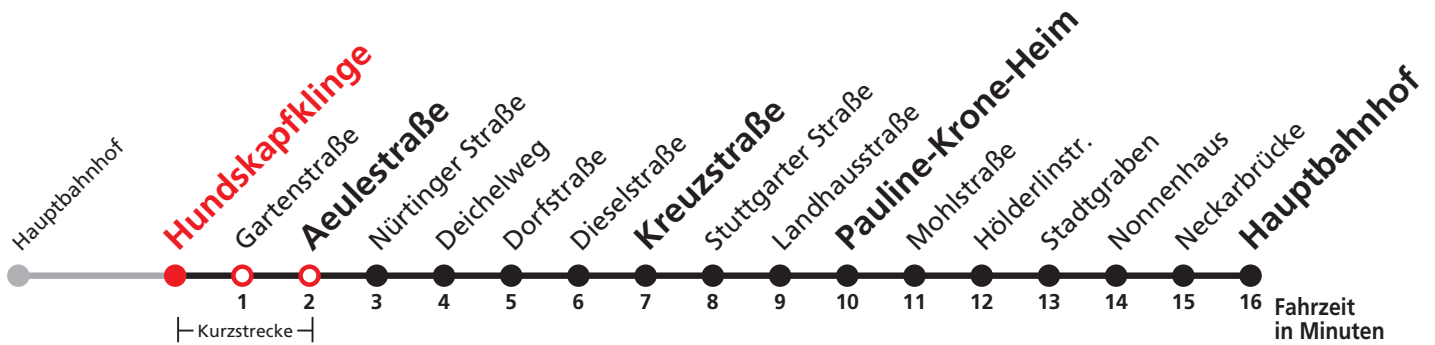 Hauptbahnhof
Hundskapfklinge
Gartenstraße
Aeulestraße
Nürtinger Straße
Deichelweg
Dorfstraße
Dieselstraße
Kreuzstraße
Stuttgarter Straße
Landhausstraße
Pauline-Krone-Heim
Mohlstraße
Hölderlinstr.
Stadtgraben
Nonnenhaus
Neckarbrücke
Hauptbahnhof
1 2 3 4 5 6 7 8 9 10 11 12 13 14 15 16
Fahrzeit
in Minuten
Kurzstrecke